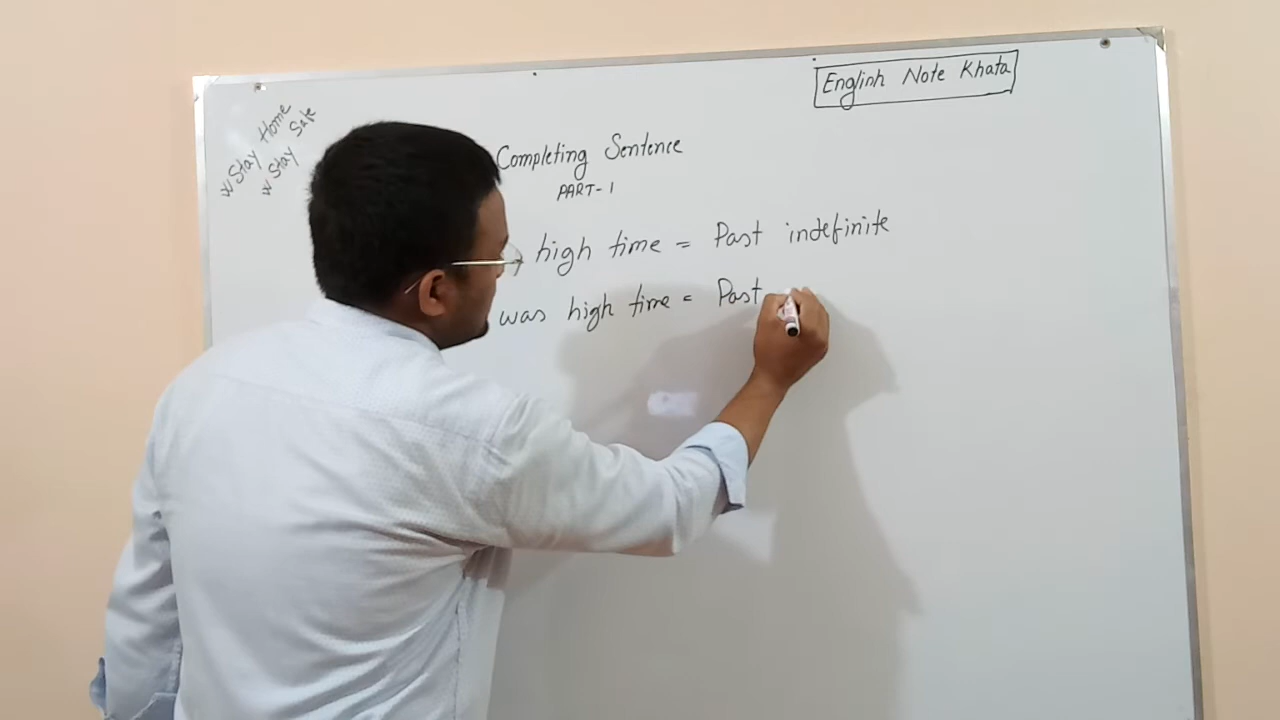 English Note Khata
Stay Home
Stay Safe
Completing Sentence
PART-1
high time = Past indefinite
was high time = Past